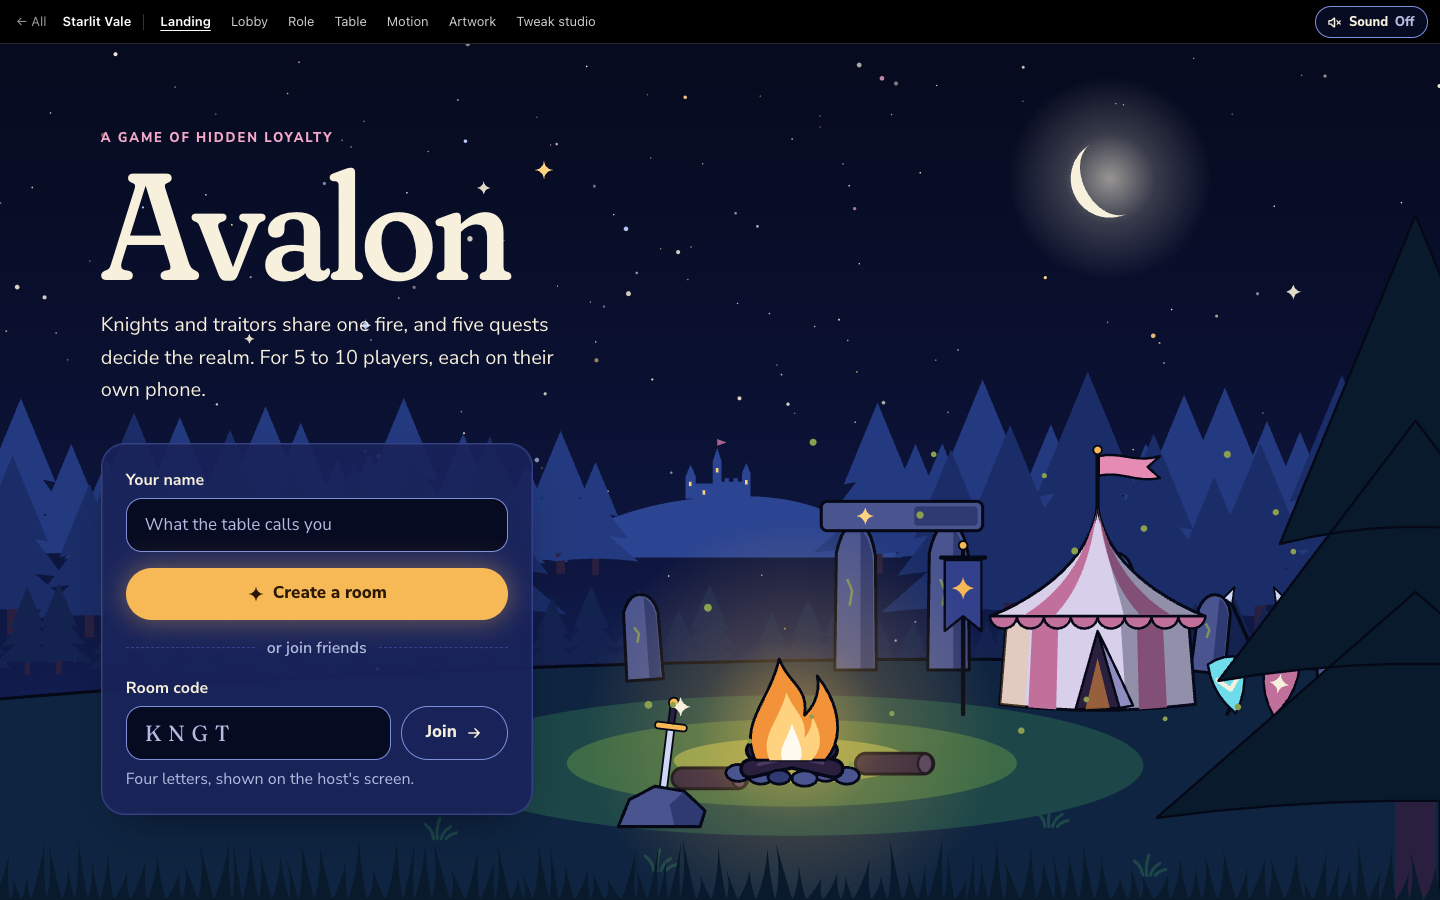 ← All Starlit Vale Landing Lobby Role Table Motion Artwork Tweak studio Sound Off
A GAME OF HIDDEN LOYALTY
Avalon
Knights and traitors share one fire, and five quests
decide the realm. For 5 to 10 players, each on their
own phone.
Your name
What the table calls you
Create a room
or join friends
Room code
KNGT
Join →
Four letters, shown on the host's screen.